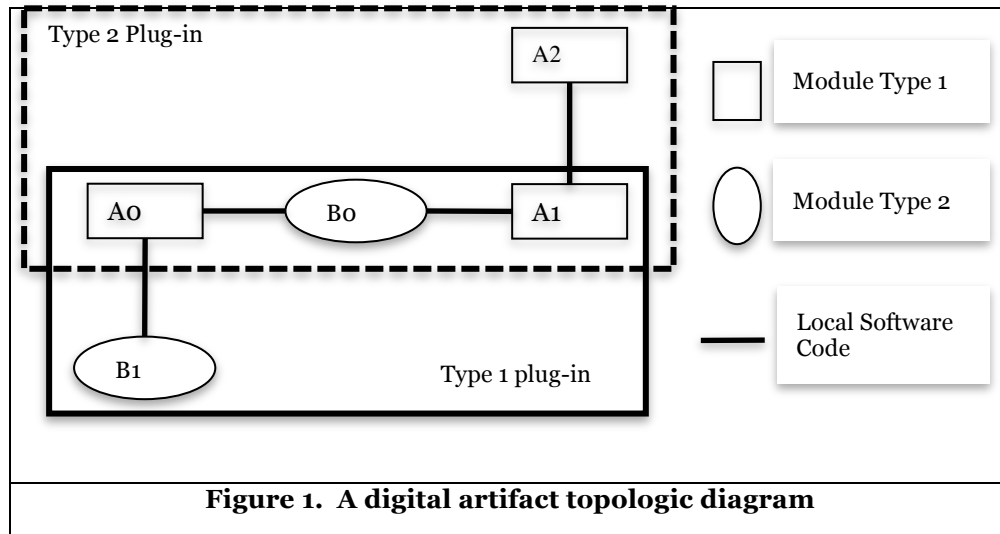 Type 2 Plug-in
A2
Module Type 1
A0
B0
A1
Module Type 2
B1
Type 1 plug-in
Local Software
Code
Figure 1. A digital artifact topologic diagram